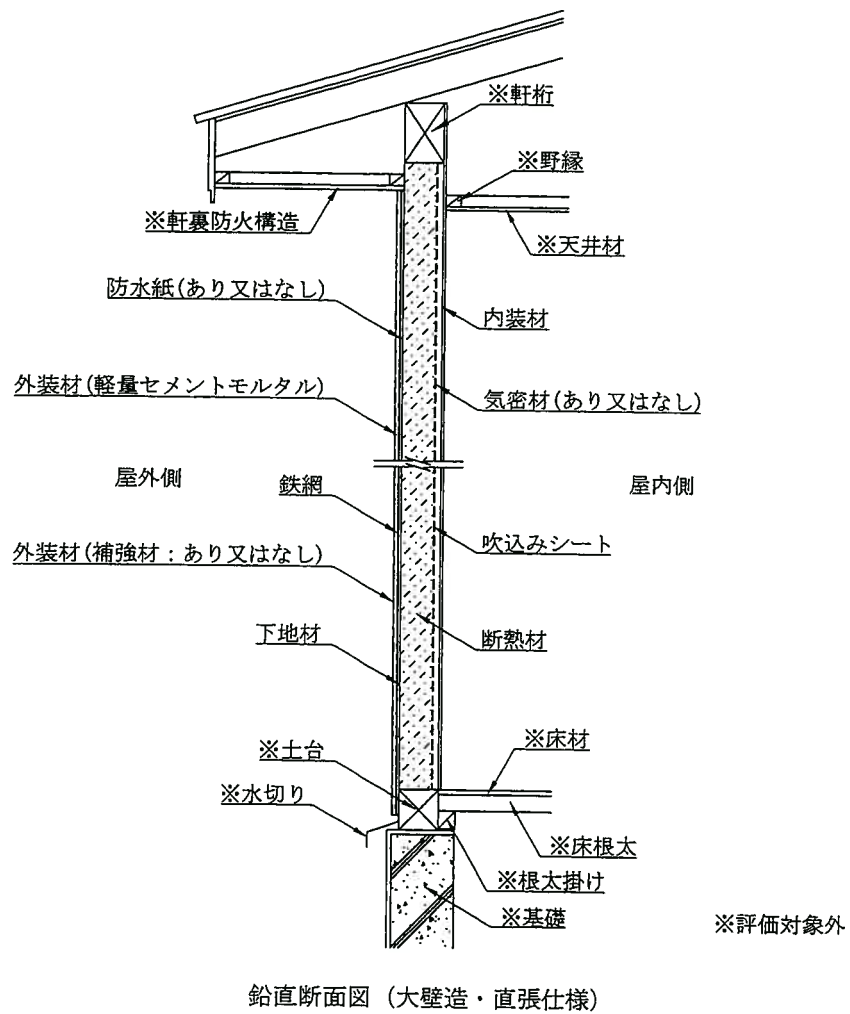 ※軒桁
※野縁
※軒裏防火構造
※天井材
防水紙(あり又はなし)
内装材
外装材(軽量セメントモルタル)
気密材(あり又はなし)
屋外側
鉄網
屋内側
外装材(補強材：あり又はなし)
吹込みシート
下地材
断熱材
※土台
※床材
※水切り
※床根太
※根太掛け
※基礎
※評価対象外
鉛直断面図（大壁造・直張仕様）